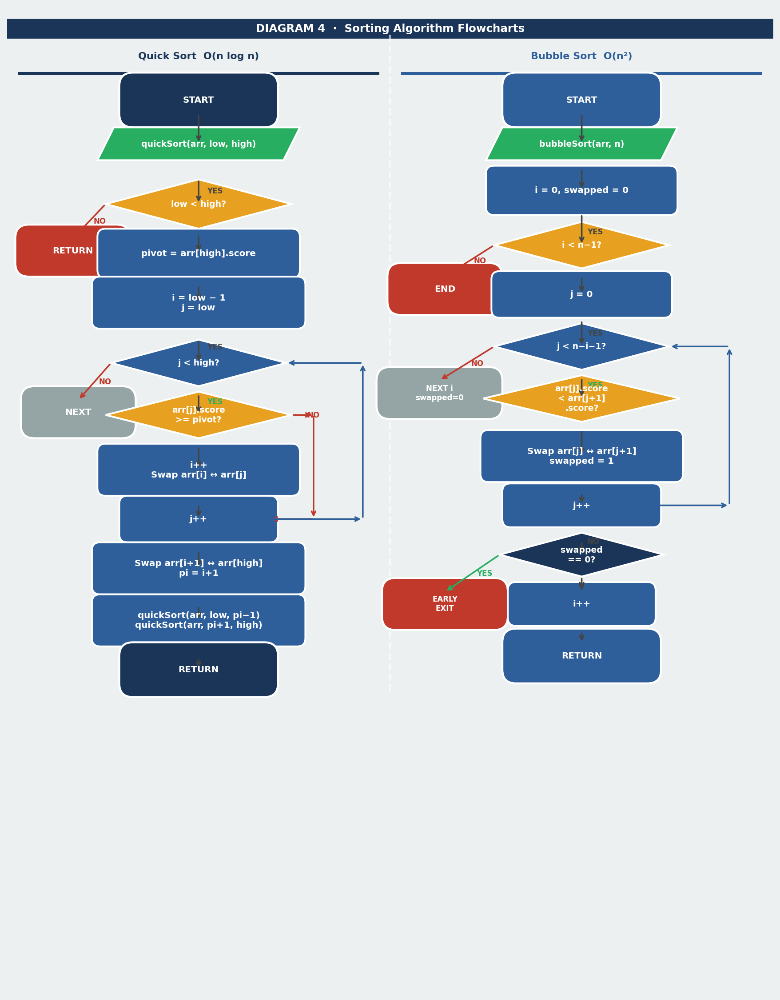 DIAGRAM 4 · Sorting Algorithm Flowcharts
Quick Sort O(n log n)
START
quickSort(arr, low, high)
YES
low < high?
NO
RETURN
pivot = arr[high].score
i = low − 1
j = low
YES
j < high?
NO
NEXT
YES
arr[j].score
>= pivot?
NO
i++
Swap arr[i] ↔ arr[j]
j++
Swap arr[i+1] ↔ arr[high]
pi = i+1
quickSort(arr, low, pi−1)
quickSort(arr, pi+1, high)
RETURN
Bubble Sort O(n²)
START
bubbleSort(arr, n)
i = 0, swapped = 0
YES
i < n−1?
NO
END
j = 0
YES
j < n−i−1?
NO
NEXT i
swapped=0
YES
arr[j].score
< arr[j+1]
.score?
Swap arr[j] ↔ arr[j+1]
swapped = 1
j++
NO
swapped
== 0?
YES
EARLY
EXIT
i++
RETURN